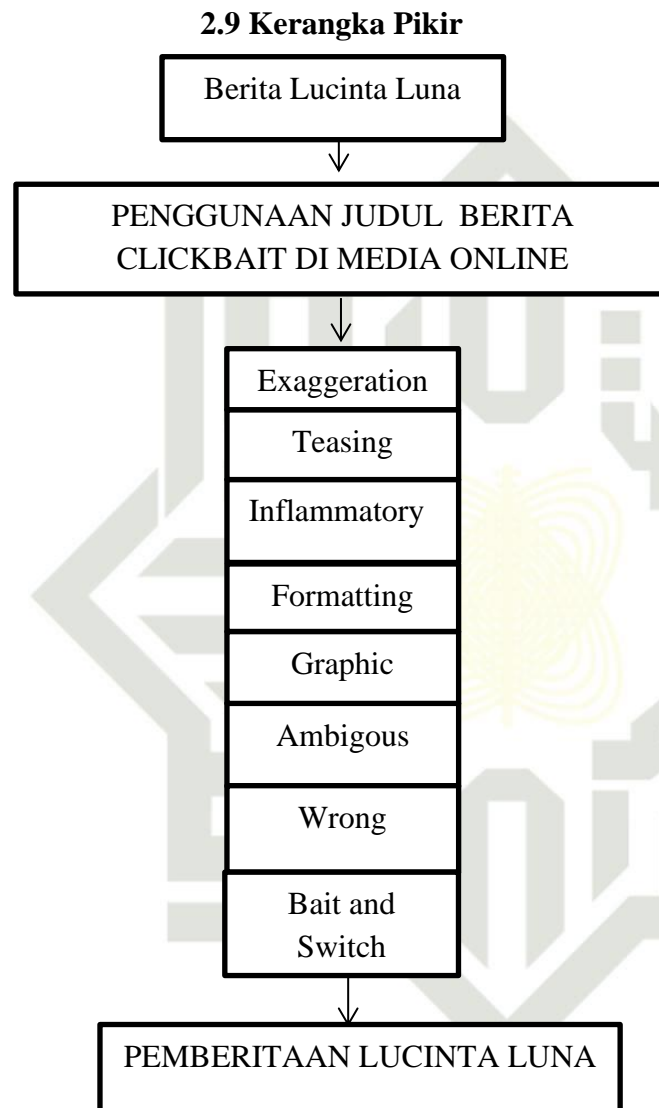 2.9 Kerangka Pikir
Berita Lucinta Luna
PENGGUNAAN JUDUL BERITA
CLICKBAIT DI MEDIA ONLINE
Exaggeration
Teasing
Inflammatory
Formatting
Graphic
Ambigous
Wrong
Bait and
Switch
PEMBERITAAN LUCINTA LUNA